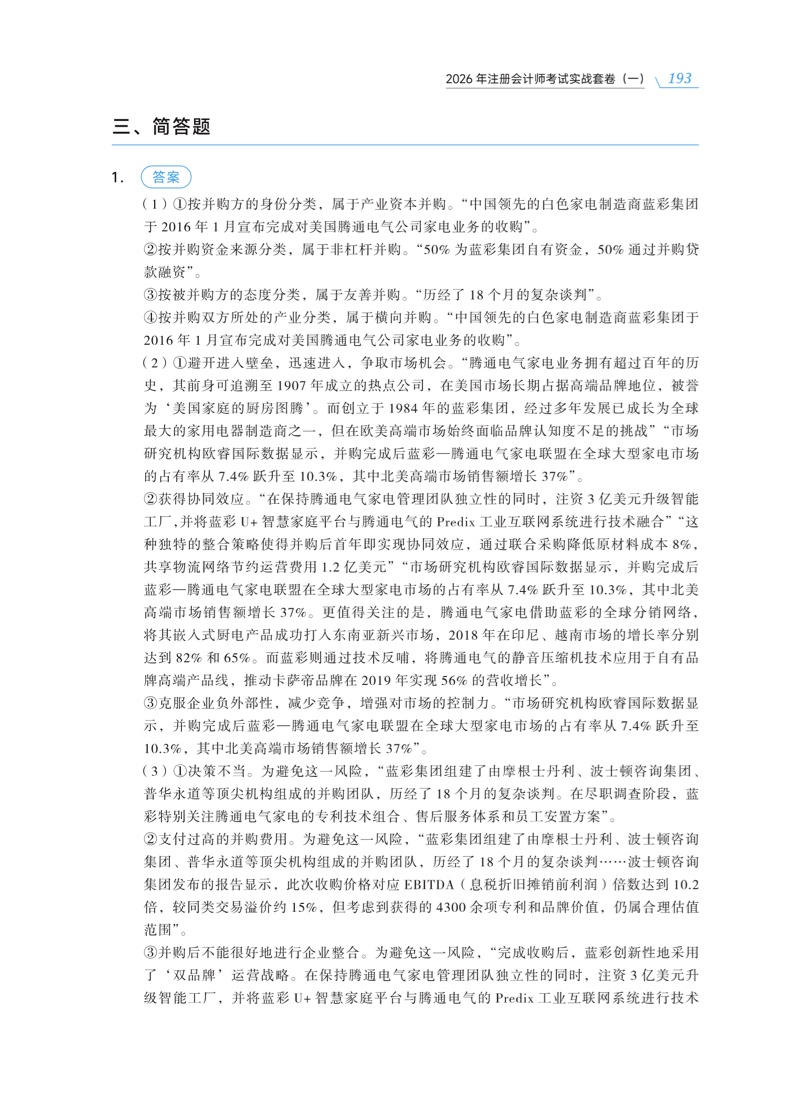 2026 年注册会计师考试实战套卷（一） 193
三、简答题
1. 答案
（1）①按并购方的身份分类，属于产业资本并购。“中国领先的白色家电制造商蓝彩集团
于 2016 年 1 月宣布完成对美国腾通电气公司家电业务的收购”。
②按并购资金来源分类，属于非杠杆并购。“50% 为蓝彩集团自有资金，50% 通过并购贷
款融资”。
③按被并购方的态度分类，属于友善并购。“历经了 18 个月的复杂谈判”。
④按并购双方所处的产业分类，属于横向并购。“中国领先的白色家电制造商蓝彩集团于
2016 年 1 月宣布完成对美国腾通电气公司家电业务的收购”。
（2）①避开进入壁垒，迅速进入，争取市场机会。“腾通电气家电业务拥有超过百年的历
史，其前身可追溯至 1907 年成立的热点公司，在美国市场长期占据高端品牌地位，被誉
为‘美国家庭的厨房图腾’。而创立于 1984 年的蓝彩集团，经过多年发展已成长为全球
最大的家用电器制造商之一，但在欧美高端市场始终面临品牌认知度不足的挑战”“市场
研究机构欧睿国际数据显示，并购完成后蓝彩—腾通电气家电联盟在全球大型家电市场
的占有率从 7.4% 跃升至 10.3%，其中北美高端市场销售额增长 37%”。
②获得协同效应。“在保持腾通电气家电管理团队独立性的同时，注资 3 亿美元升级智能
工厂，并将蓝彩 U+ 智慧家庭平台与腾通电气的 Predix 工业互联网系统进行技术融合”“这
种独特的整合策略使得并购后首年即实现协同效应，通过联合采购降低原材料成本 8%，
共享物流网络节约运营费用 1.2 亿美元”“市场研究机构欧睿国际数据显示，并购完成后
蓝彩—腾通电气家电联盟在全球大型家电市场的占有率从 7.4% 跃升至 10.3%，其中北美
高端市场销售额增长 37%。更值得关注的是，腾通电气家电借助蓝彩的全球分销网络，
将其嵌入式厨电产品成功打入东南亚新兴市场，2018 年在印尼、越南市场的增长率分别
达到 82% 和 65%。而蓝彩则通过技术反哺，将腾通电气的静音压缩机技术应用于自有品
牌高端产品线，推动卡萨帝品牌在 2019 年实现 56% 的营收增长”。
③克服企业负外部性，减少竞争，增强对市场的控制力。“市场研究机构欧睿国际数据显
示，并购完成后蓝彩—腾通电气家电联盟在全球大型家电市场的占有率从 7.4% 跃升至
10.3%，其中北美高端市场销售额增长 37%”。
（3）①决策不当。为避免这一风险，“蓝彩集团组建了由摩根士丹利、波士顿咨询集团、
普华永道等顶尖机构组成的并购团队，历经了 18 个月的复杂谈判。在尽职调查阶段，蓝
彩特别关注腾通电气家电的专利技术组合、售后服务体系和员工安置方案”。
②支付过高的并购费用。为避免这一风险，“蓝彩集团组建了由摩根士丹利、波士顿咨询
集团、普华永道等顶尖机构组成的并购团队，历经了 18 个月的复杂谈判……波士顿咨询
集团发布的报告显示，此次收购价格对应 EBITDA（息税折旧摊销前利润）倍数达到 10.2
倍，较同类交易溢价约 15%，但考虑到获得的 4300 余项专利和品牌价值，仍属合理估值
范围”。
③并购后不能很好地进行企业整合。为避免这一风险，“完成收购后，蓝彩创新性地采用
了‘双品牌’运营战略。在保持腾通电气家电管理团队独立性的同时，注资 3 亿美元升
级智能工厂，并将蓝彩 U+ 智慧家庭平台与腾通电气的 Predix 工业互联网系统进行技术